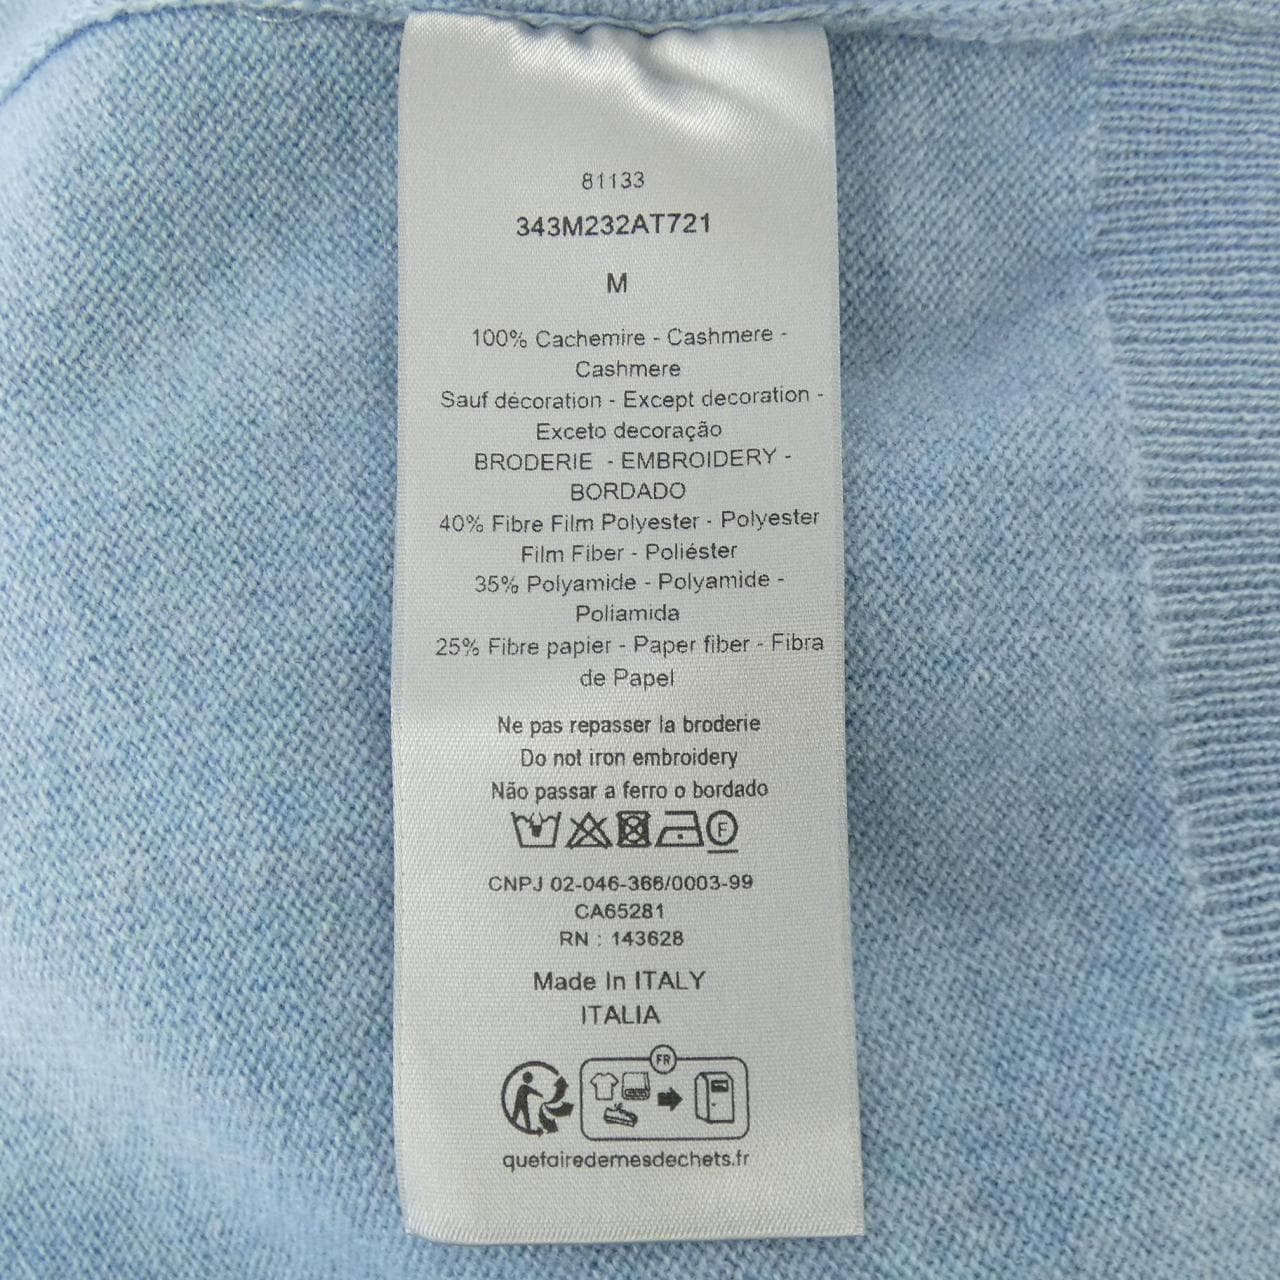 81133
343M232AT721
M
100% Cachemire - Cashmere -
Cashmere
Sauf décoration - Except decoration -
Exceto decoração
BRODERIE - EMBROIDERY -
BORDADO
40% Fibre Film Polyester - Polyester
Film Fiber - Poliéster
35% Polyamide - Polyamide -
Poliamida
25% Fibre papier - Paper fiber - Fibra
de Papel
Ne pas repasser la broderie
Do not iron embroidery
Não passar a ferro o bordado
F
CNPJ 02-046-366/0003-99
CA65281
RN : 143628
Made In ITALY
ITALIA
FR
quefairedemesdechets.fr